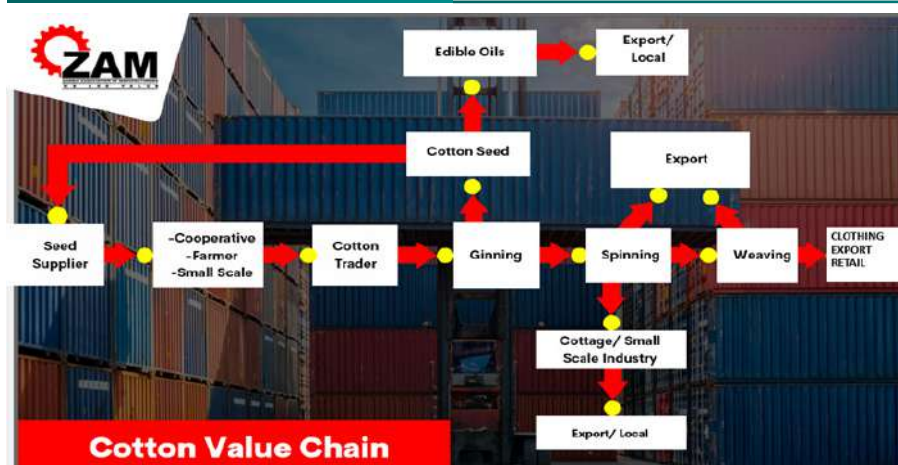 ZAM
Edible Oils
Export/
Local
Cotton Seed
Export
Seed
Supplier
-Cooperative
-Farmer
-Small Scale
Cotton
Trader
Ginning
Spinning
Weaving
CLOTHING
EXPORT
RETAIL
Cottage/ Small
Scale Industry
Export/ Local
Cotton Value Chain